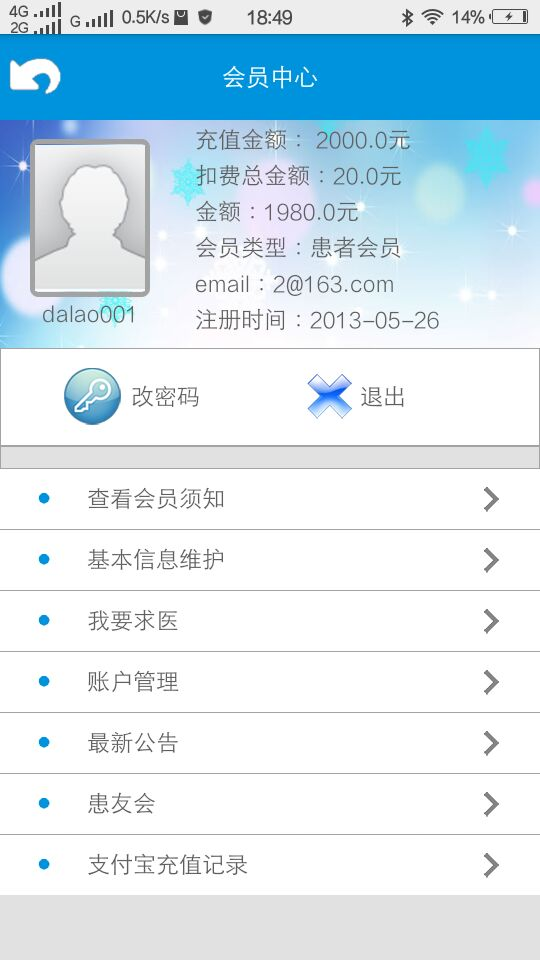 4G 2G G 0.5K/s 18:49 14%
会员中心
充值金额：2000.0元
扣费总金额：20.0元
金额：1980.0元
会员类型：患者会员
email：2@163.com
dalao001
注册时间：2013-05-26
改密码 退出
查看会员须知
基本信息维护
我要求医
账户管理
最新公告
患友会
支付宝充值记录